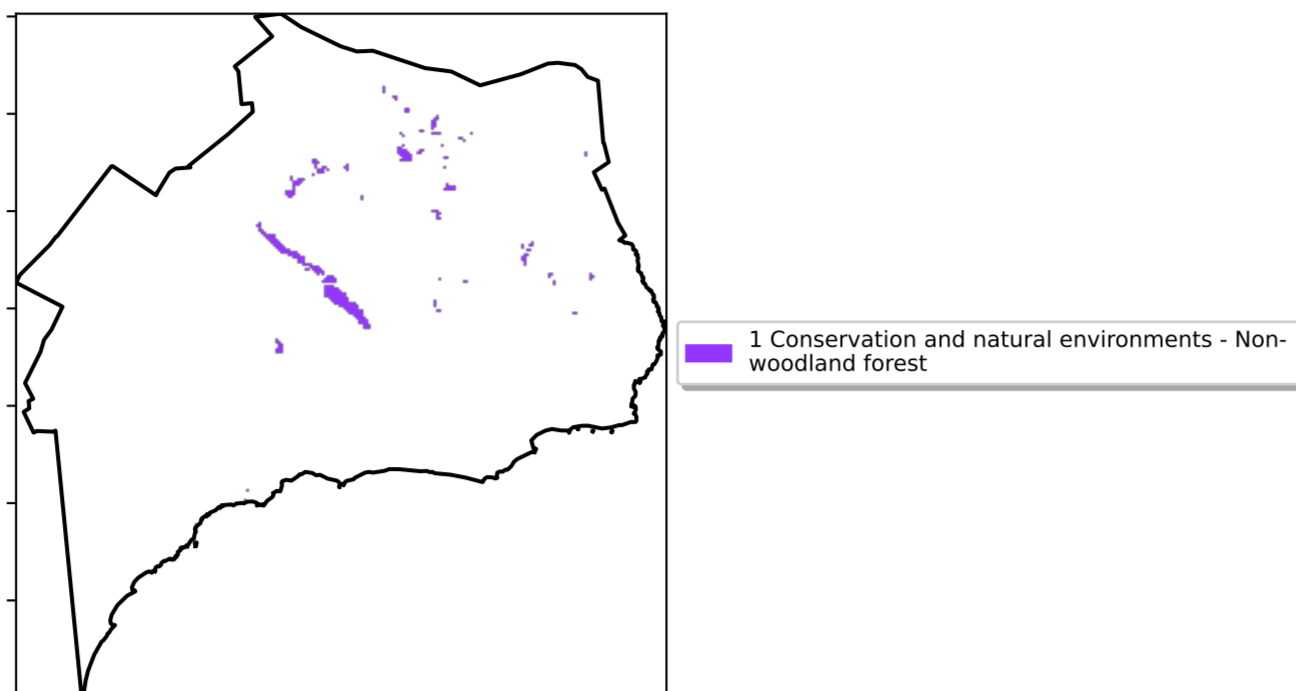 1 Conservation and natural environments - Non-
woodland forest